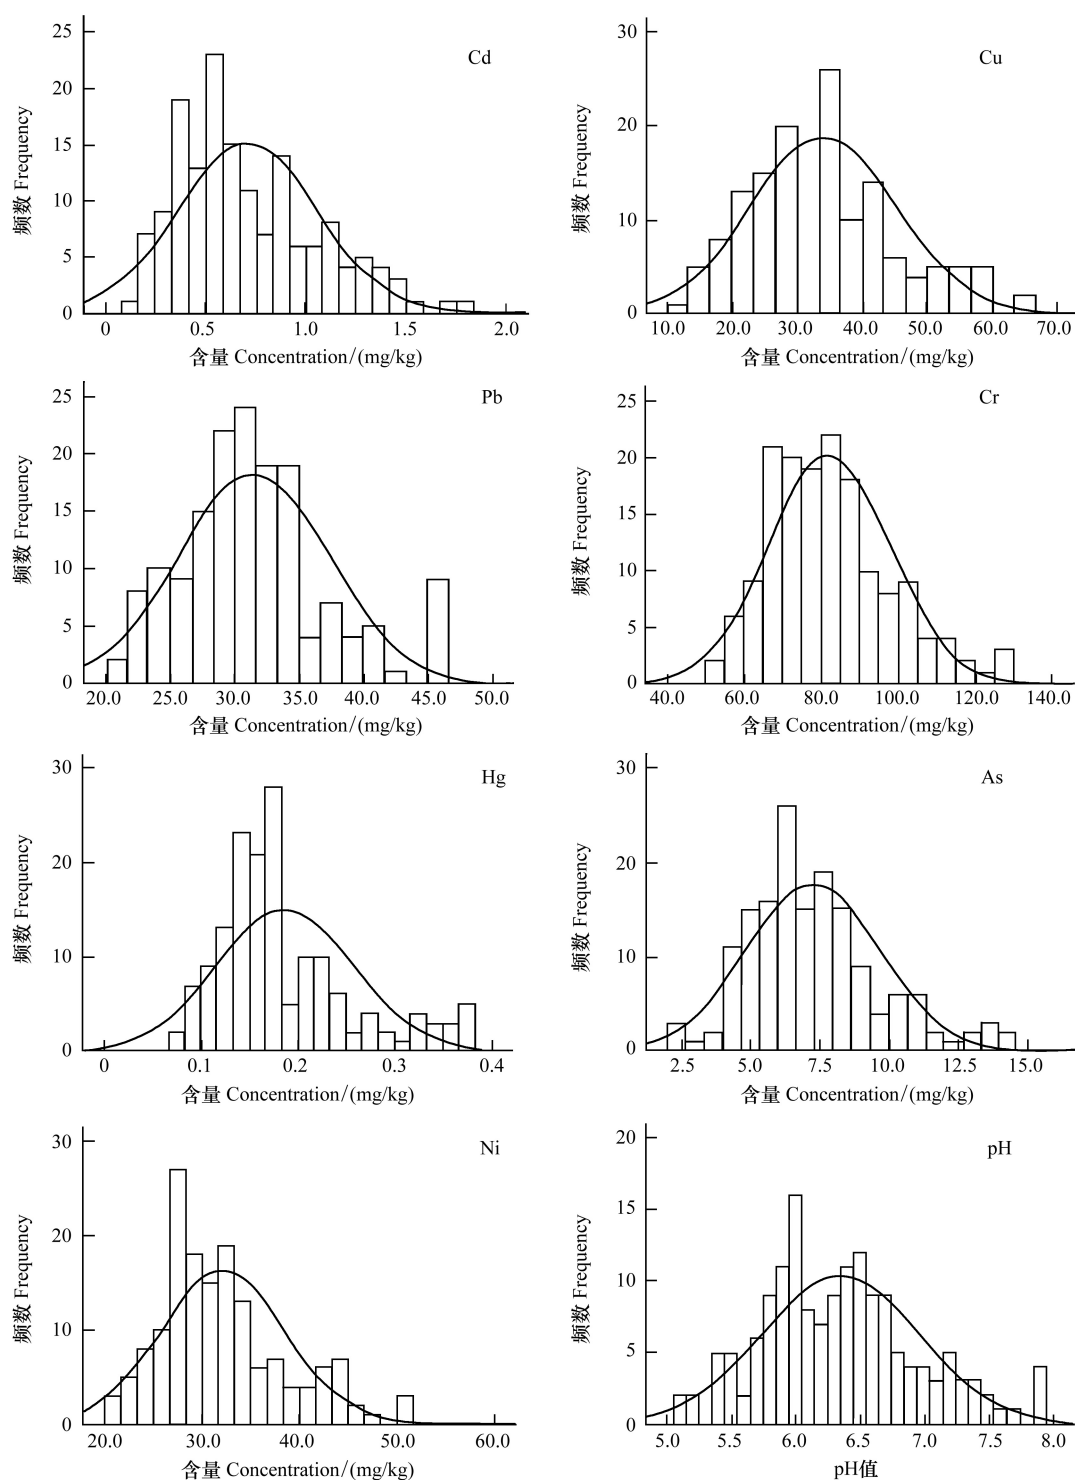 25
Cd
20
15
10
5
0
频数 Frequency
0 0.5 1.0 1.5 2.0
含量 Concentration/(mg/kg)
30
Cu
20
10
0
频数 Frequency
10.0 20.0 30.0 40.0 50.0 60.0 70.0
含量 Concentration/(mg/kg)
25
Pb
20
15
10
5
0
频数 Frequency
20.0 25.0 30.0 35.0 40.0 45.0 50.0
含量 Concentration/(mg/kg)
25
Cr
20
15
10
5
0
频数 Frequency
40.0 60.0 80.0 100.0 120.0 140.0
含量 Concentration/(mg/kg)
30
Hg
20
10
0
频数 Frequency
0 0.1 0.2 0.3 0.4
含量 Concentration/(mg/kg)
30
As
20
10
0
频数 Frequency
2.5 5.0 7.5 10.0 12.5 15.0
含量 Concentration/(mg/kg)
30
Ni
20
10
0
频数 Frequency
20.0 30.0 40.0 50.0 60.0
含量 Concentration/(mg/kg)
20
pH
15
10
5
0
频数 Frequency
5.0 5.5 6.0 6.5 7.0 7.5 8.0
pH值